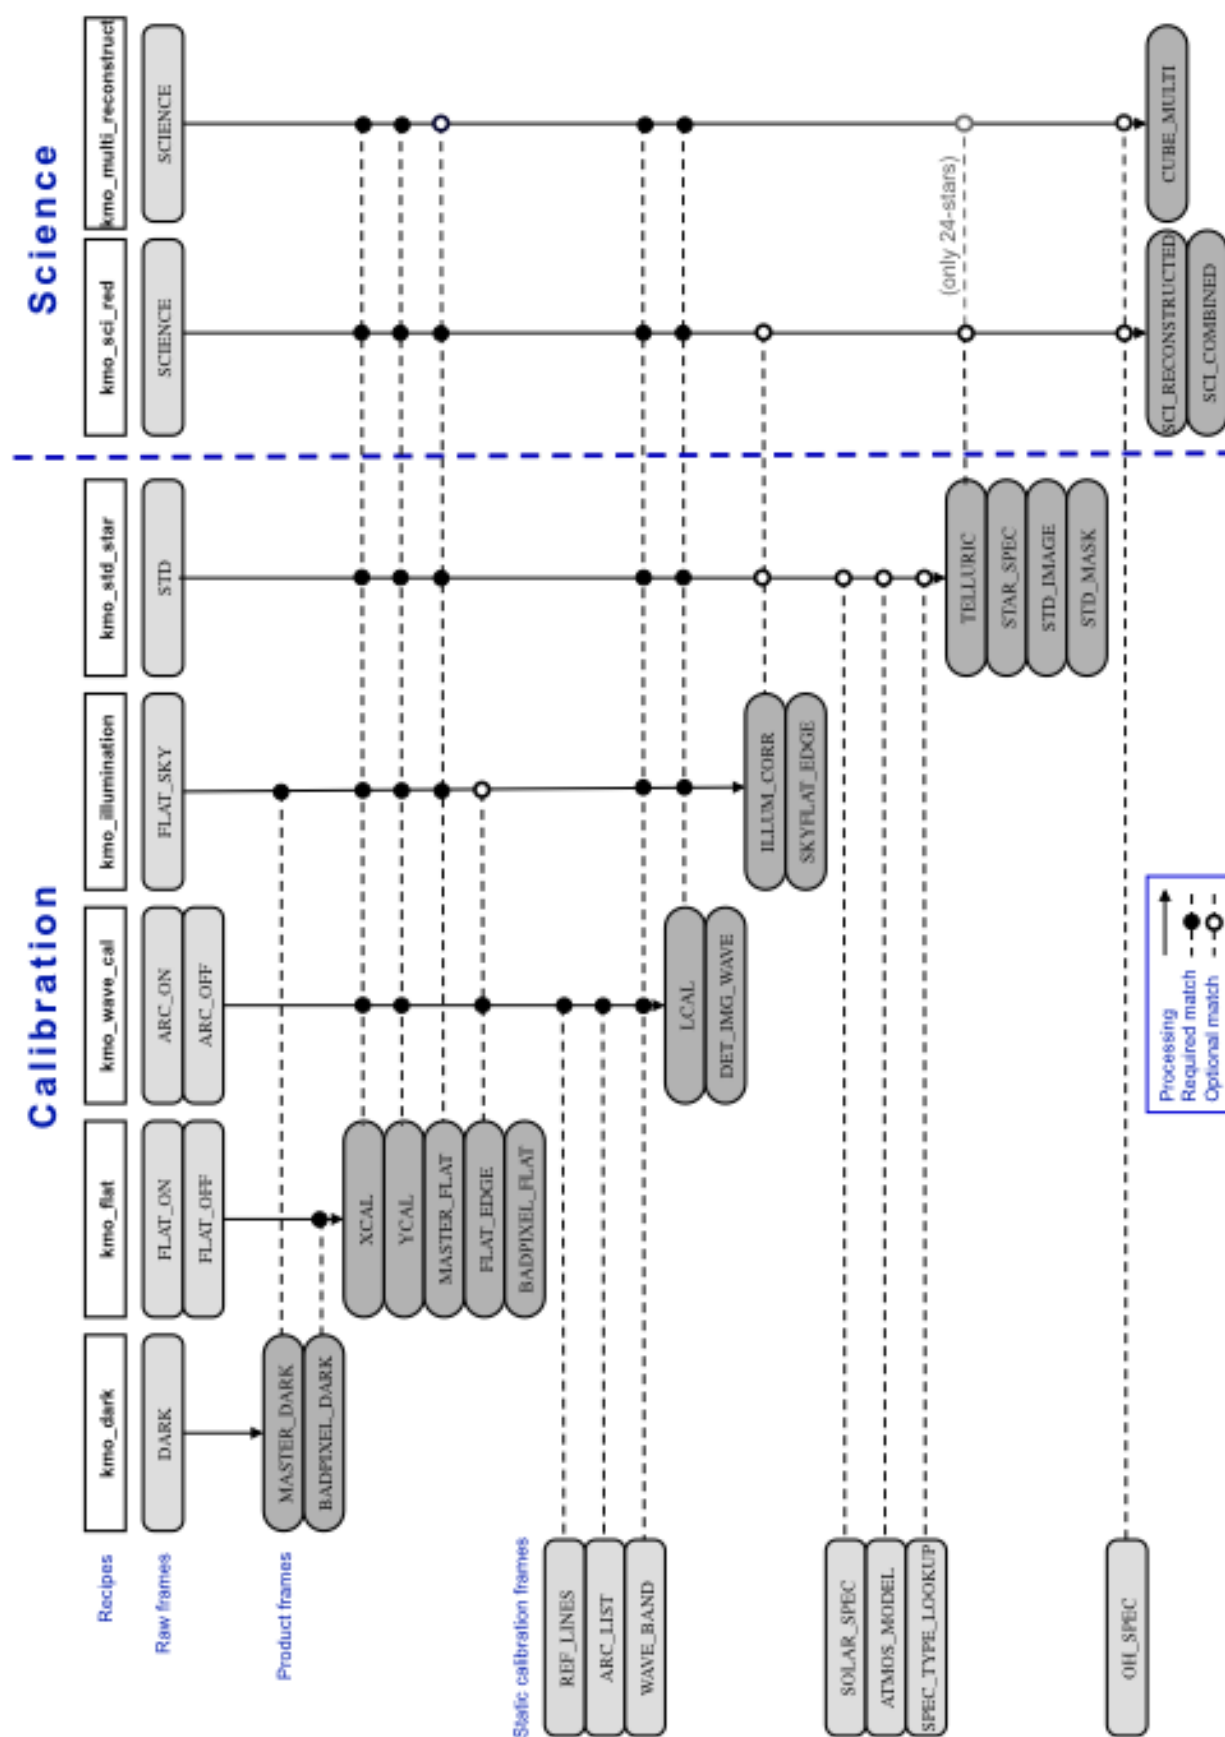 Calibration
Science
Recipes
kmo_dark
kmo_flat
kmo_wave_cal
kmo_illumination
kmo_std_star
kmo_sci_red
kmo_multi_reconstruct
Raw frames
DARK
FLAT_ON
FLAT_OFF
ARC_ON
ARC_OFF
FLAT_SKY
STD
SCIENCE
SCIENCE
Product frames
MASTER_DARK
BADPIXEL_DARK
XCAL
YCAL
MASTER_FLAT
FLAT_EDGE
BADPIXEL_FLAT
Static calibration frames
REF_LINES
ARC_LIST
WAVE_BAND
LCAL
DET_IMG_WAVE
ILLUM_CORR
SKYFLAT_EDGE
SOLAR_SPEC
ATMOS_MODEL
SPEC_TYPE_LOOKUP
(only 24-stars)
TELLURIC
STAR_SPEC
STD_IMAGE
STD_MASK
OH_SPEC
SCI_RECONSTRUCTED
SCI_COMBINED
CUBE_MULTI
Processing
Required match
Optional match